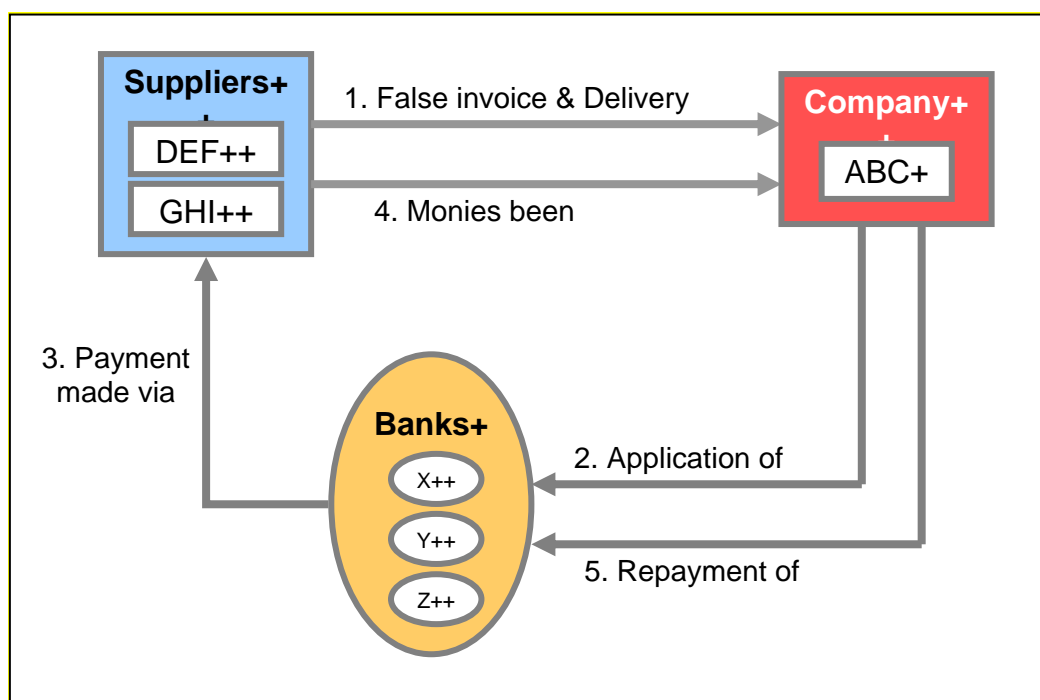 Suppliers+
+
DEF++
GHI++
1. False invoice & Delivery
4. Monies been
Company+
+
ABC+
3. Payment
made via
Banks+
X++
Y++
Z++
2. Application of
5. Repayment of